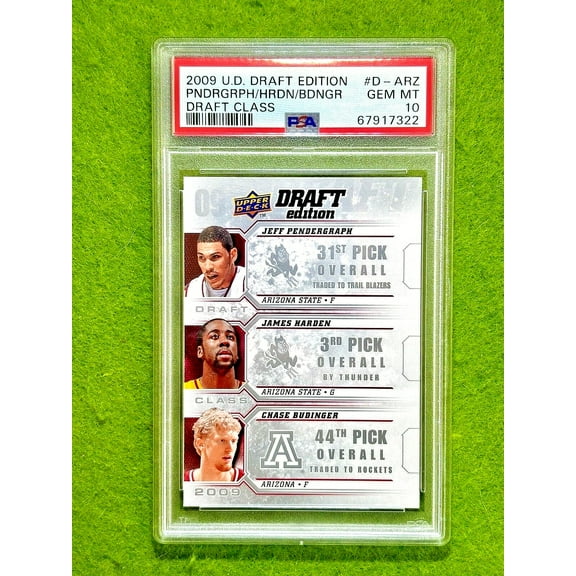 2009 U.D. DRAFT EDITION #D-ARZ
PNDRGRPH/HRDN/BDNGR GEM MT
DRAFT CLASS 10
PSA 67917322
09
UPPER DECK TM DRAFT edition
JEFF PENDERGRAPH
31ST PICK
OVERALL
TRADED TO TRAIL BLAZERS
DRAFT ARIZONA STATE • F
JAMES HARDEN
3RD PICK
OVERALL
BY THUNDER
CLASS ARIZONA STATE • G
CHASE BUDINGER
A 44TH PICK
OVERALL
TRADED TO ROCKETS
2009 ARIZONA • F